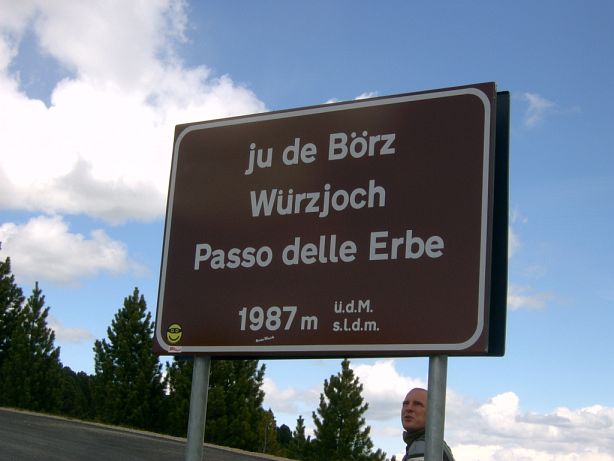 ju de Börz
Würzjoch
Passo delle Erbe
1987 m ü.d.M.
s.l.d.m.